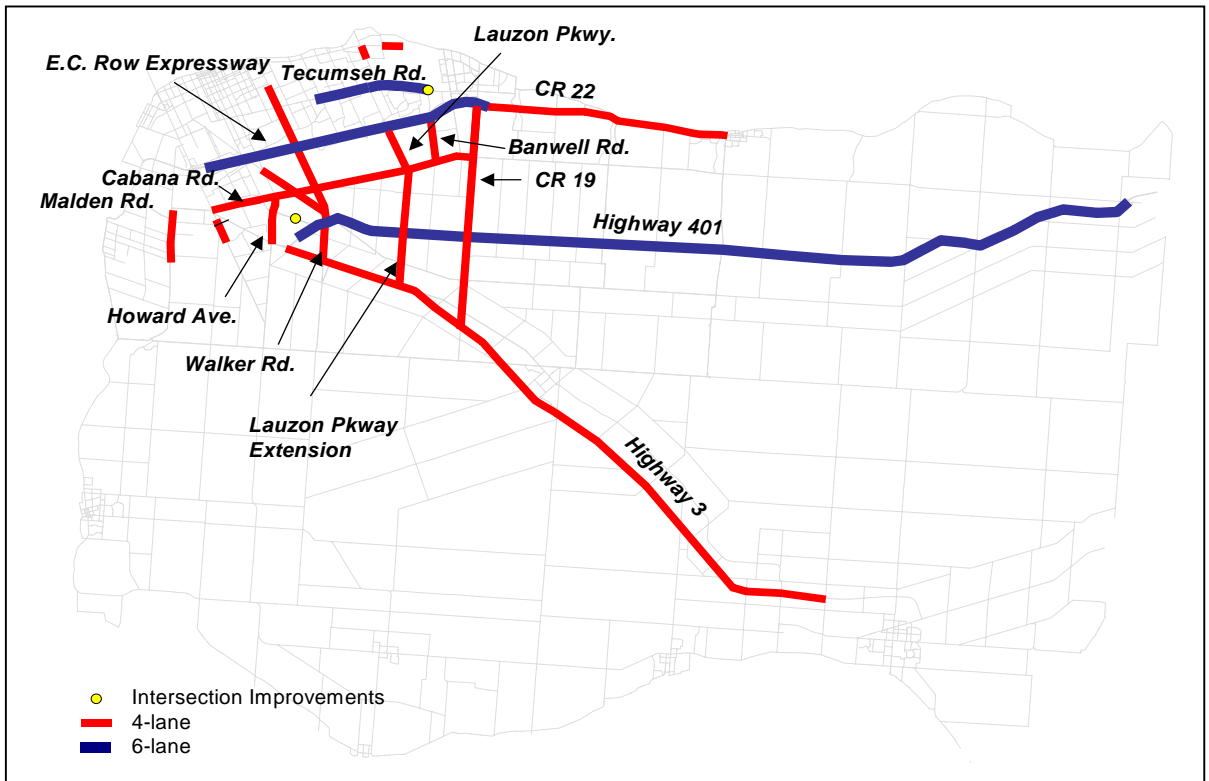 Lauzon Pkwy.
E.C. Row Expressway
Tecumseh Rd.
CR 22
Banwell Rd.
Cabana Rd.
CR 19
Malden Rd.
Highway 401
Howard Ave.
Walker Rd.
Lauzon Pkway
Extension
Highway 3
Intersection Improvements
4-lane
6-lane